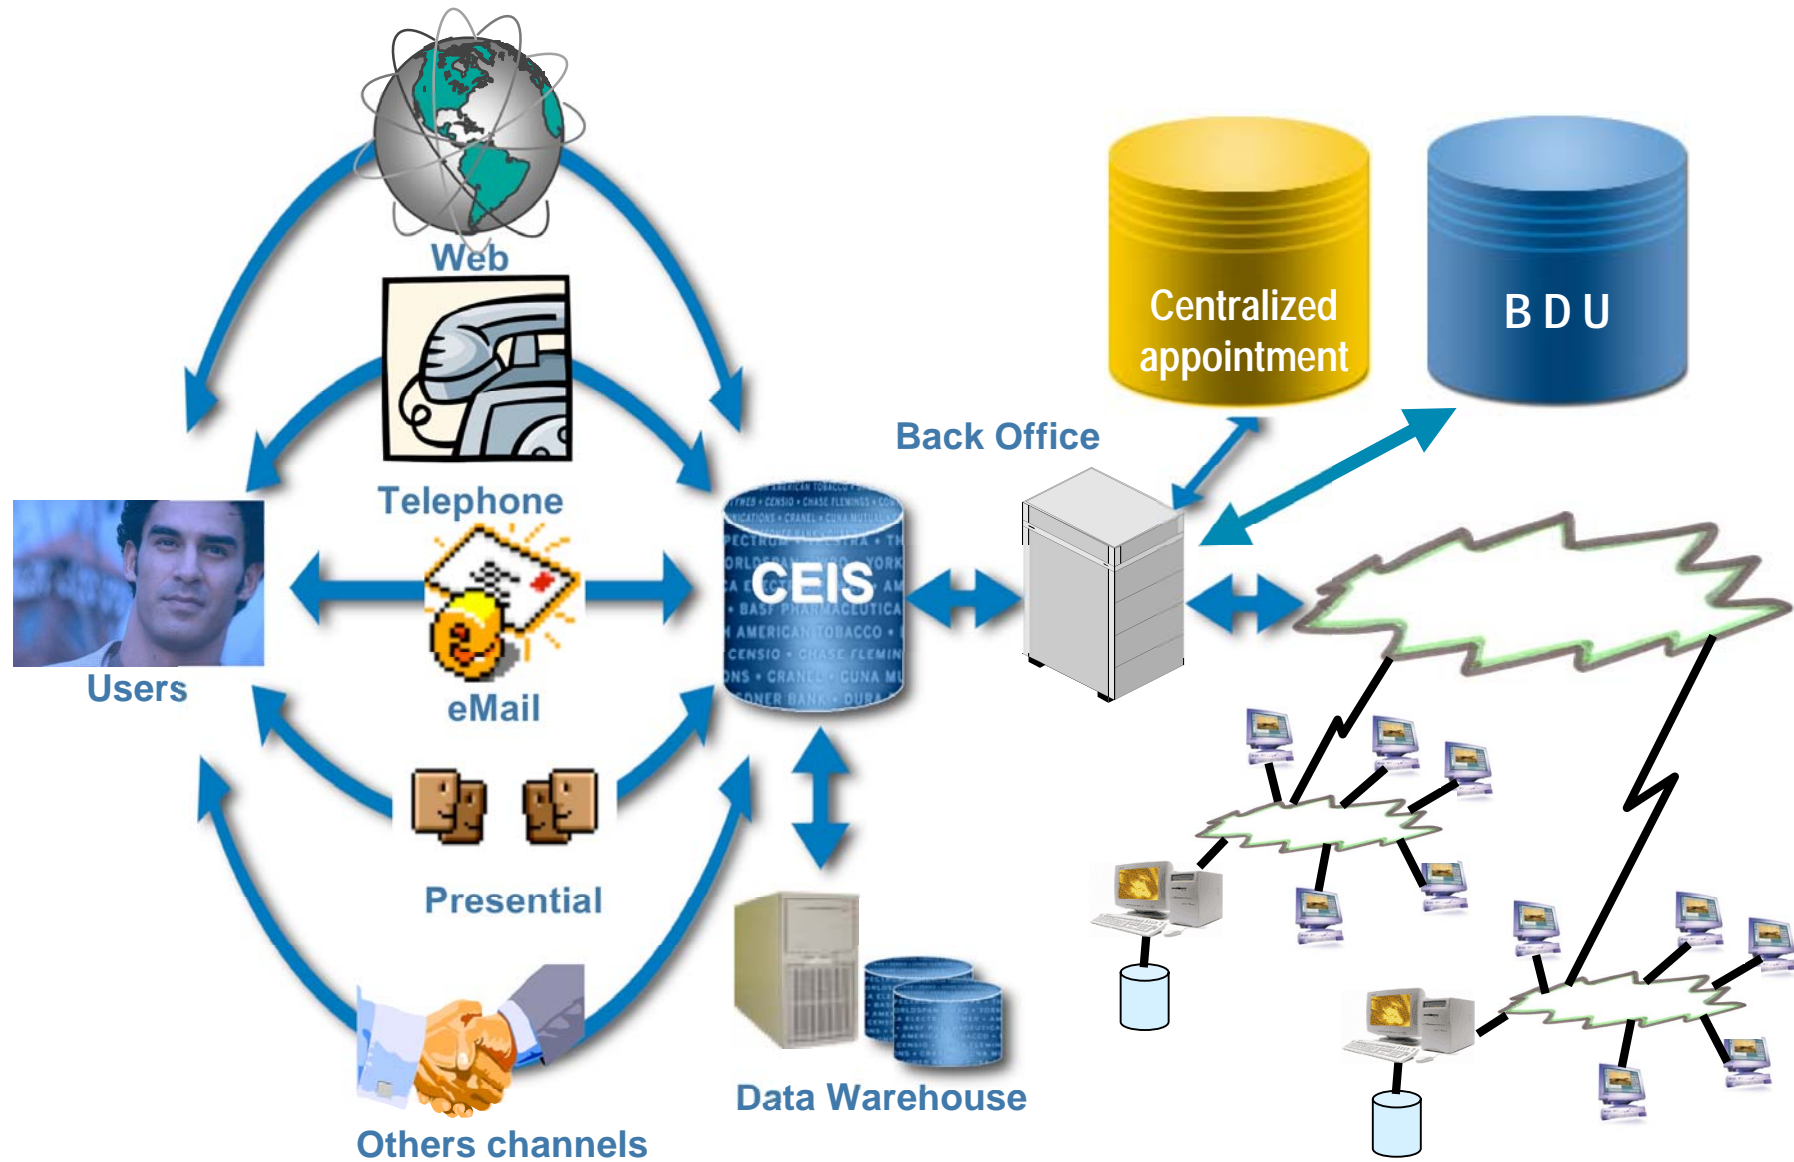 Web
Centralized
appointment
B D U
Back Office
Telephone
CEIS
Users
eMail
Presential
Data Warehouse
Others channels